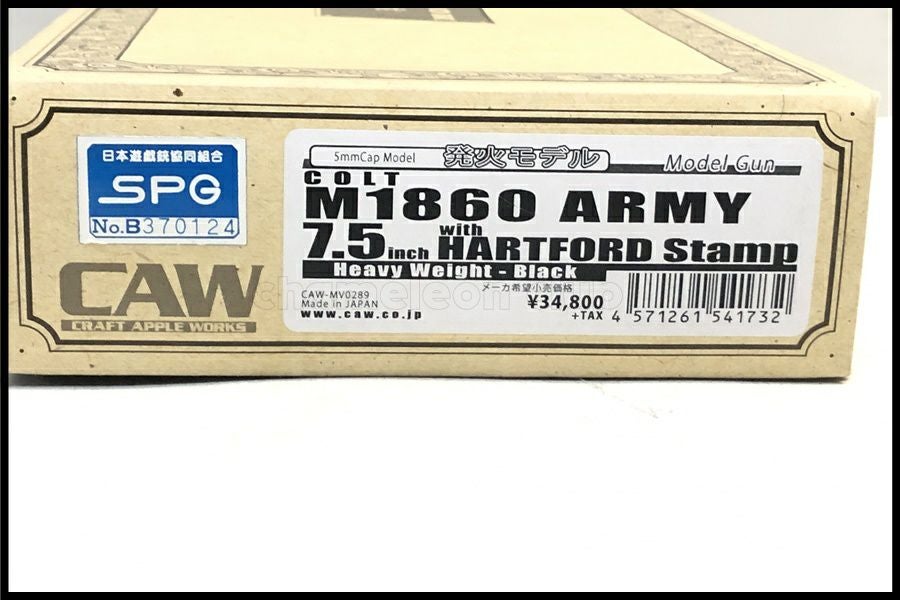 日本遊戯銃協同組合
SPG
No.B370124
CAW
CRAFT APPLE WORKS
5mmCap Model 発火モデル Model Gun
COLT
M1860 ARMY
7.5inch with HARTFORD Stamp
Heavy Weight - Black
CAW-MV0289
Made in JAPAN
www.caw.co.jp
メーカ希望小売価格
¥34,800
+TAX
4 571261 541732